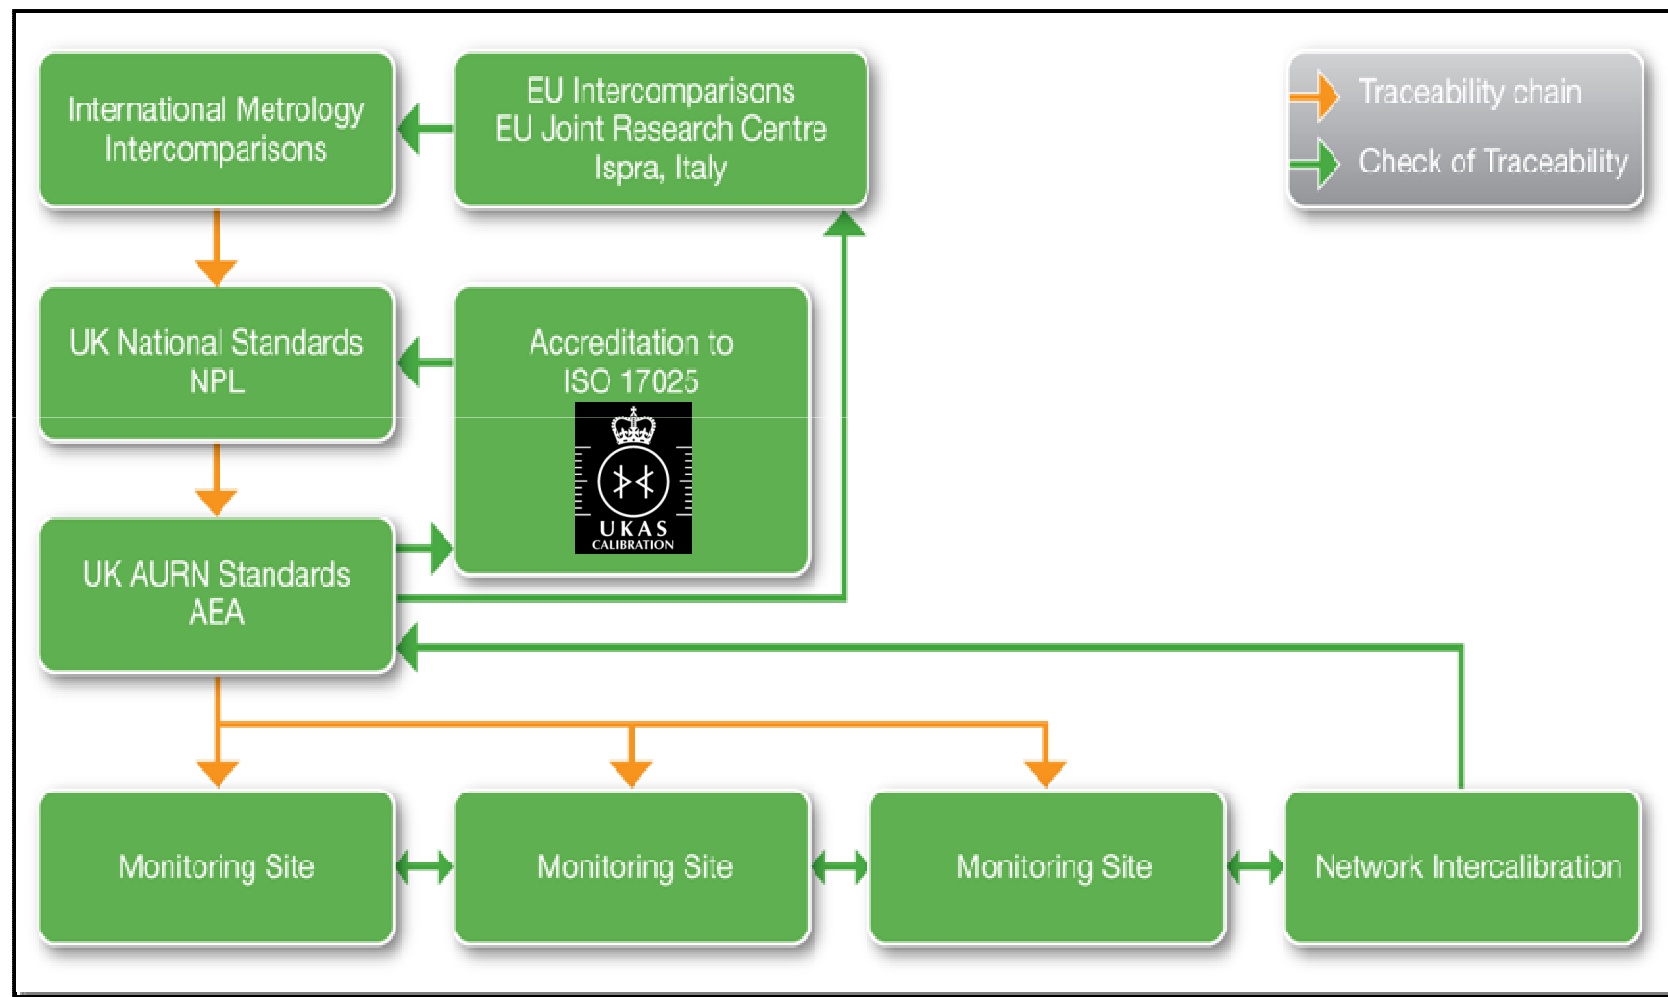 International Metrology
Intercomparisons
EU Intercomparisons
EU Joint Research Centre
Ispra, Italy
Traceability chain
Check of Traceability
UK National Standards
NPL
Accreditation to
ISO 17025
UKAS
CALIBRATION
UK AURN Standards
AEA
Monitoring Site
Monitoring Site
Monitoring Site
Network Intercalibration